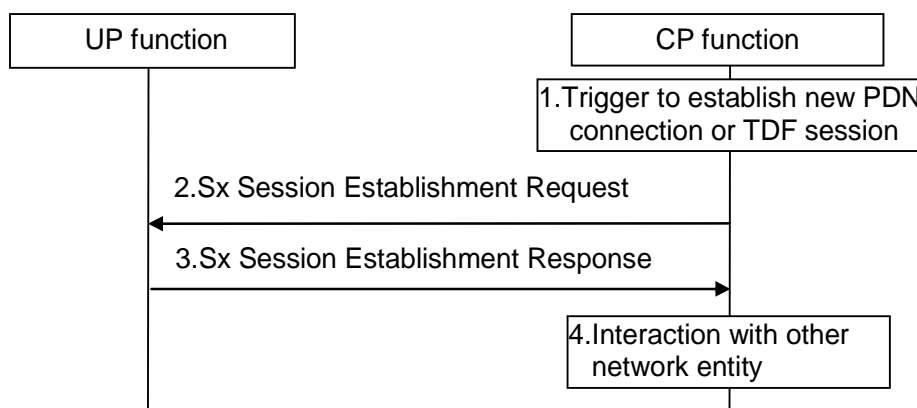 UP function
CP function
1.Trigger to establish new PDN
connection or TDF session
2.Sx Session Establishment Request
3.Sx Session Establishment Response
4.Interaction with other
network entity